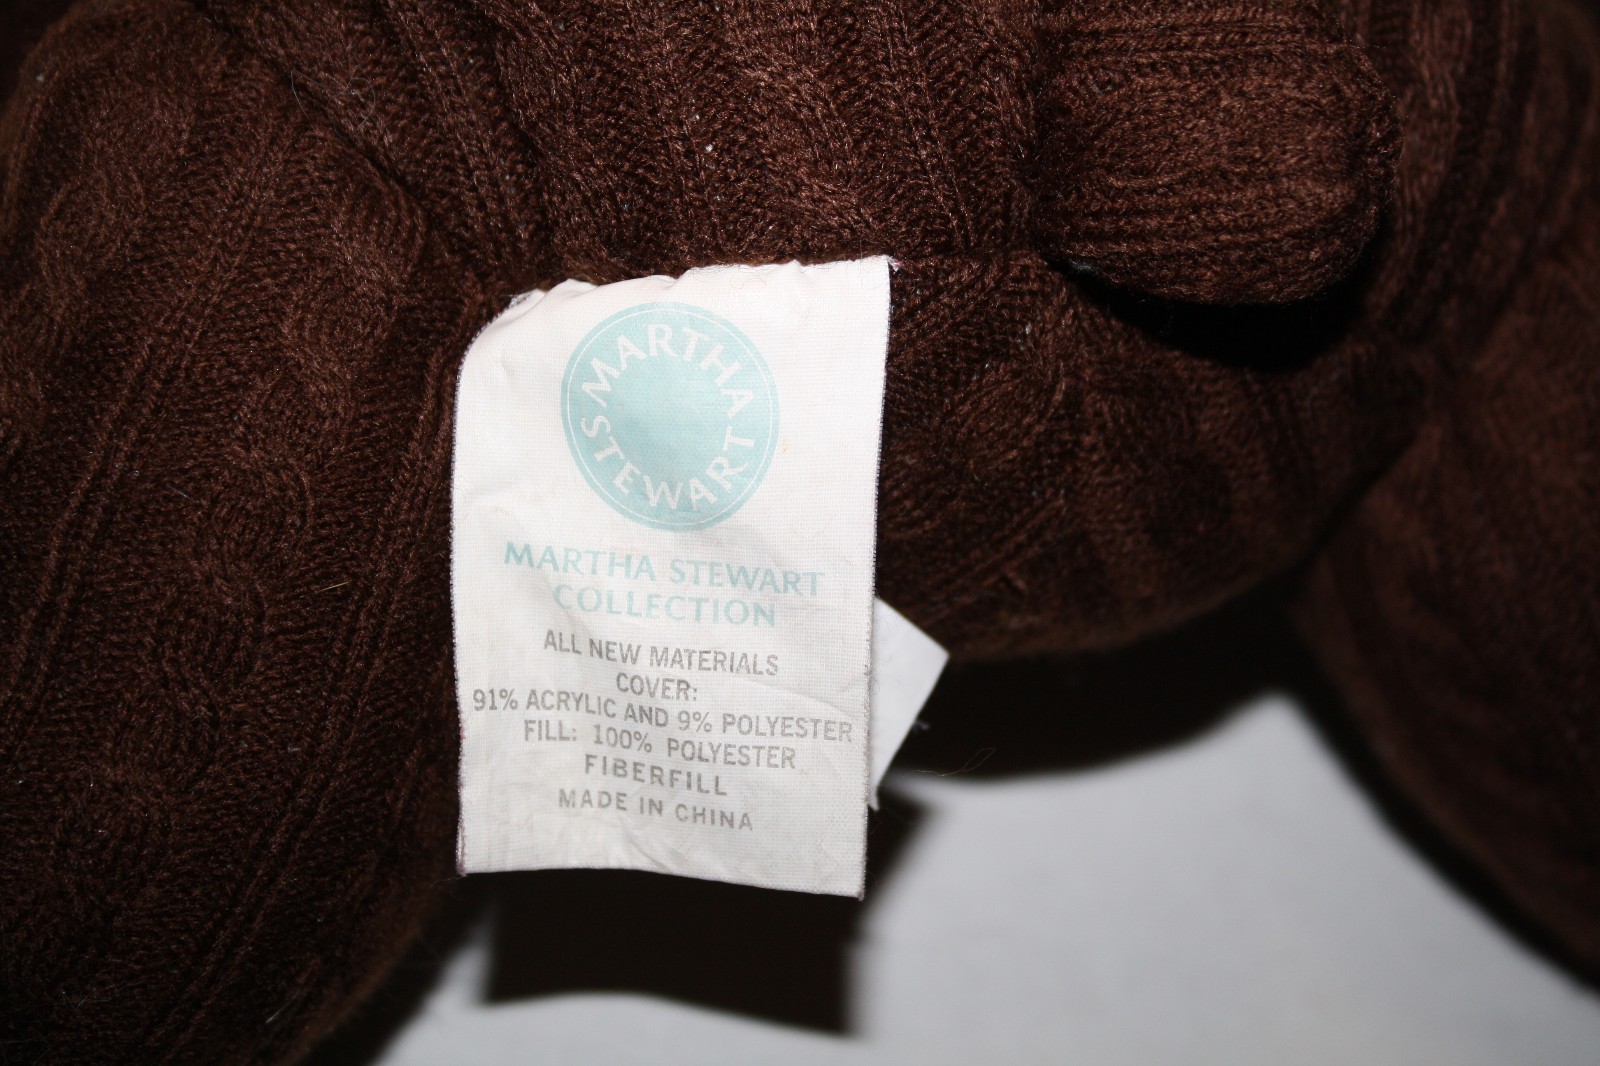 MARTHA
STEWART
MARTHA STEWART
COLLECTION
ALL NEW MATERIALS
COVER:
91% ACRYLIC AND 9% POLYESTER
FILL: 100% POLYESTER
FIBERFILL
MADE IN CHINA